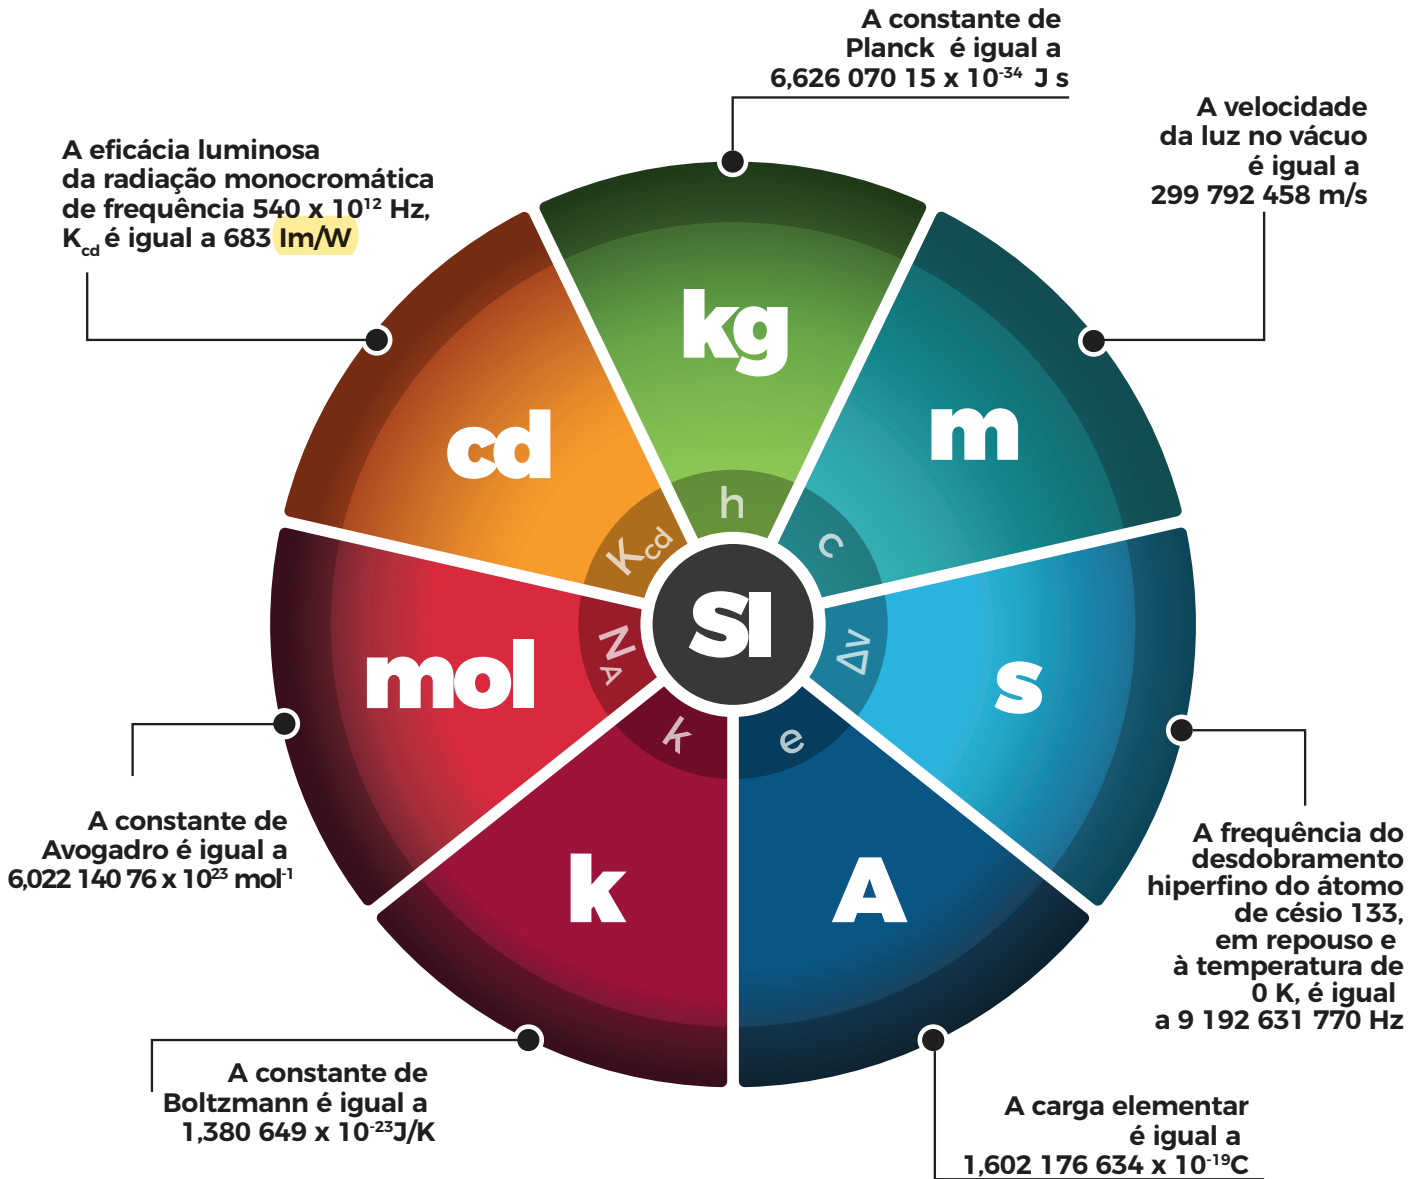 A constante de
Planck é igual a
6,626 070 15 x 10⁻³⁴ J s
A velocidade
da luz no vácuo
é igual a
299 792 458 m/s
A eficácia luminosa
da radiação monocromática
de frequência 540 x 10¹² Hz,
K_cd é igual a 683 Im/W
kg
m
cd
h
c
K_cd
SI
mol
N_A
Δν
s
k
e
k
A
A constante de
Avogadro é igual a
6,022 140 76 x 10²³ mol⁻¹
A frequência do
desdobramento
hiperfino do átomo
de césio 133,
em repouso e
à temperatura de
0 K, é igual
a 9 192 631 770 Hz
A constante de
Boltzmann é igual a
1,380 649 x 10⁻²³J/K
A carga elementar
é igual a
1,602 176 634 x 10⁻¹⁹C